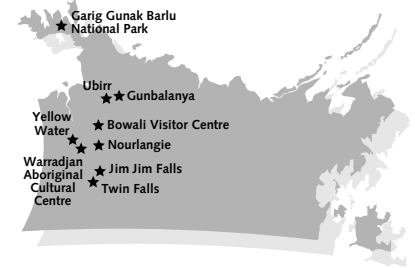 Garig Gunak Barlu
National Park
Ubirr
Gunbalanya
Yellow
Water
Bowali Visitor Centre
Nourlangie
Warradjan
Aboriginal
Cultural
Centre
Jim Jim Falls
Twin Falls